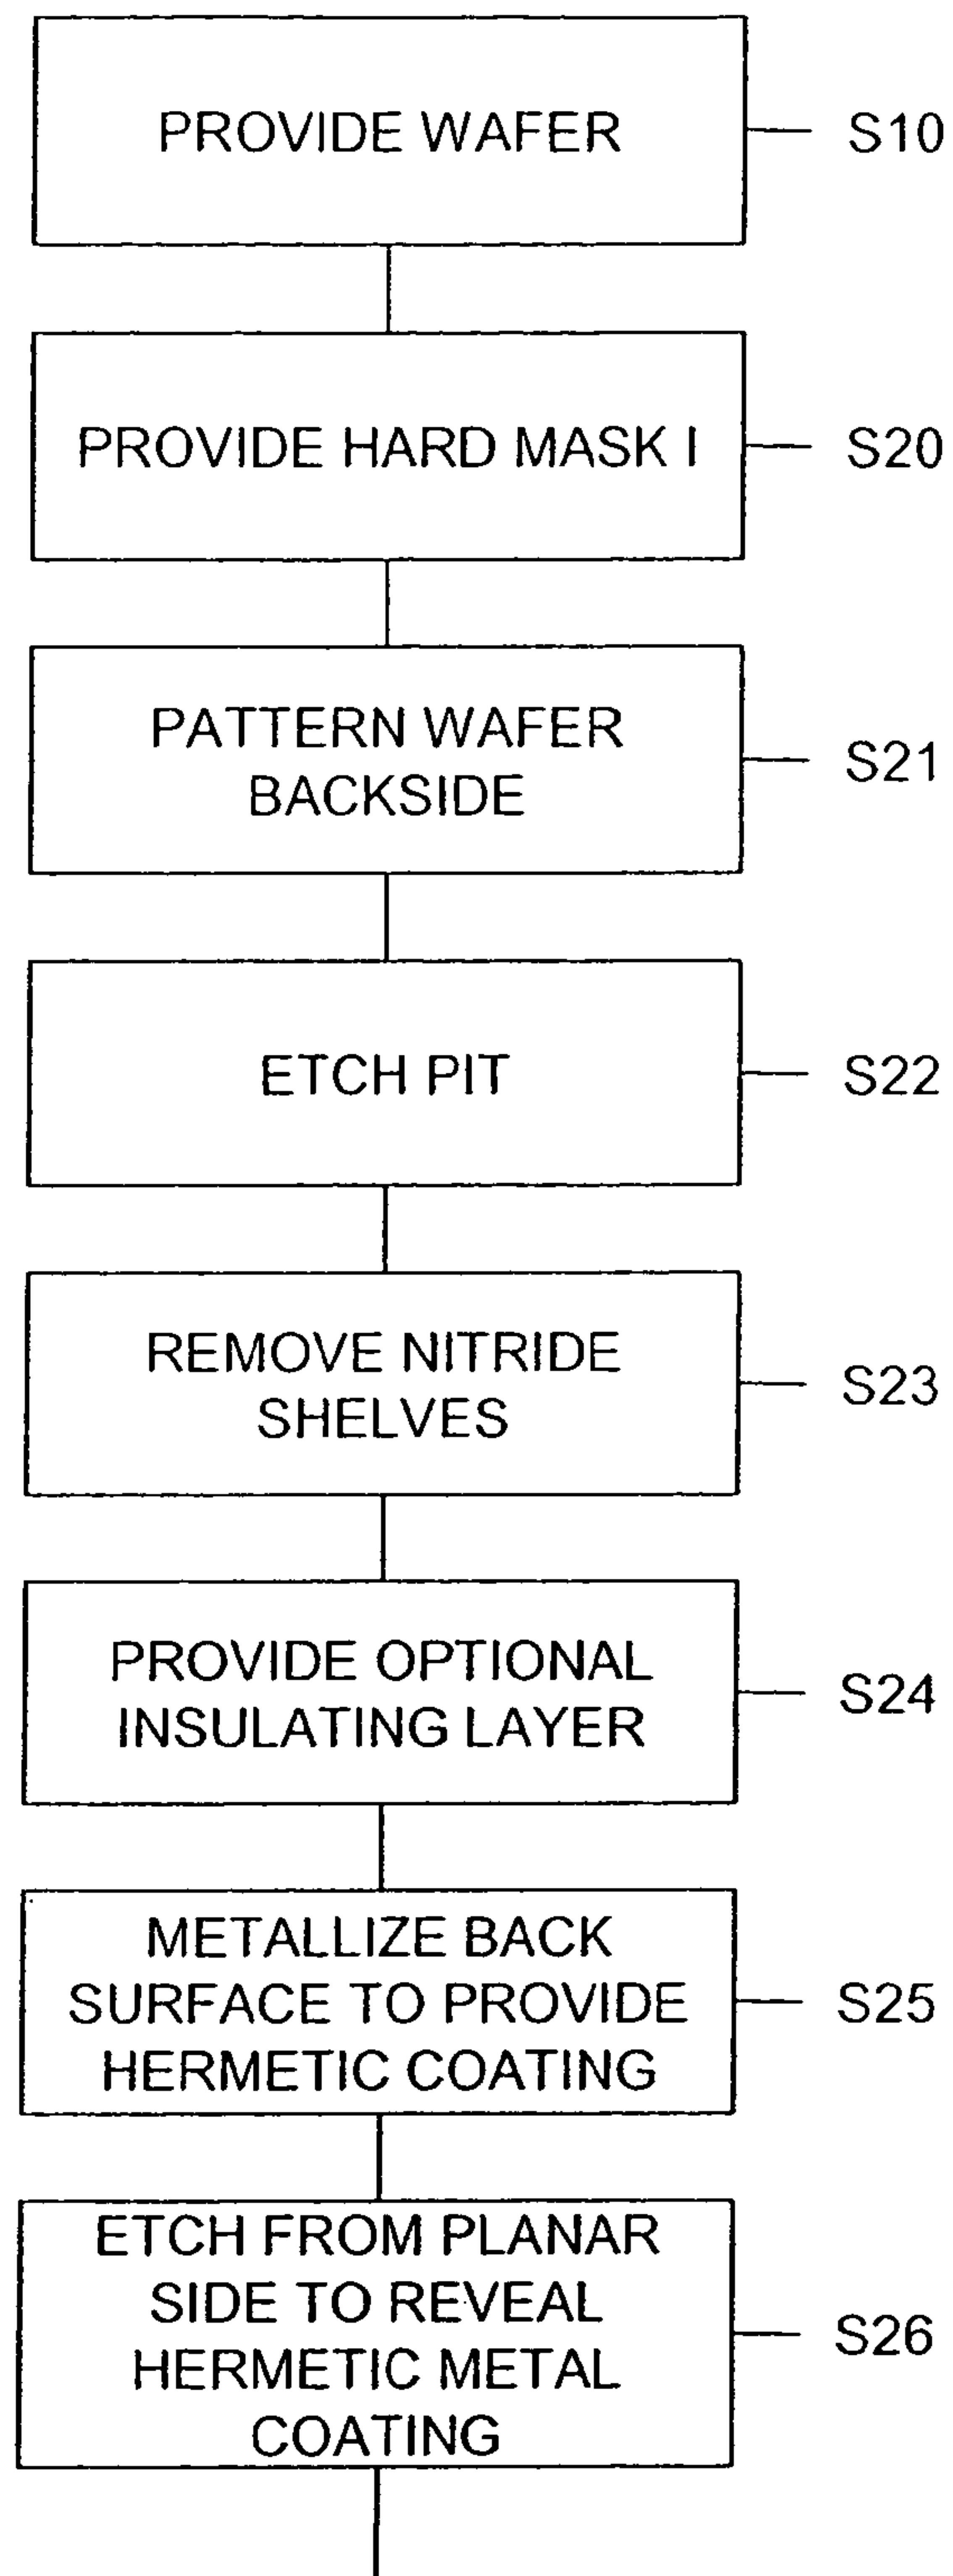 PROVIDE WAFER
S10
PROVIDE HARD MASK I
S20
PATTERN WAFER
BACKSIDE
S21
ETCH PIT
S22
REMOVE NITRIDE
SHELVES
S23
PROVIDE OPTIONAL
INSULATING LAYER
S24
METALLIZE BACK
SURFACE TO PROVIDE
HERMETIC COATING
S25
ETCH FROM PLANAR
SIDE TO REVEAL
HERMETIC METAL
COATING
S26